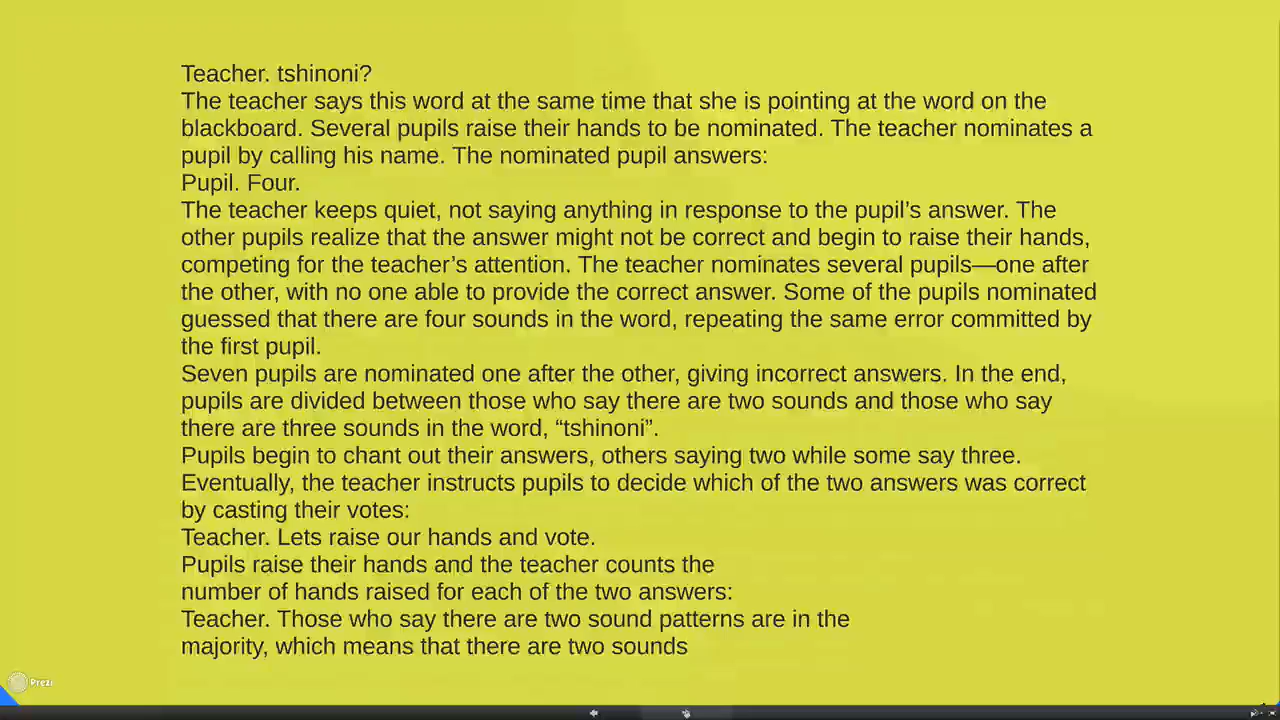 Teacher. tshinoni?
The teacher says this word at the same time that she is pointing at the word on the
blackboard. Several pupils raise their hands to be nominated. The teacher nominates a
pupil by calling his name. The nominated pupil answers:
Pupil. Four.
The teacher keeps quiet, not saying anything in response to the pupil’s answer. The
other pupils realize that the answer might not be correct and begin to raise their hands,
competing for the teacher’s attention. The teacher nominates several pupils—one after
the other, with no one able to provide the correct answer. Some of the pupils nominated
guessed that there are four sounds in the word, repeating the same error committed by
the first pupil.
Seven pupils are nominated one after the other, giving incorrect answers. In the end,
pupils are divided between those who say there are two sounds and those who say
there are three sounds in the word, “tshinoni”.
Pupils begin to chant out their answers, others saying two while some say three.
Eventually, the teacher instructs pupils to decide which of the two answers was correct
by casting their votes:
Teacher. Lets raise our hands and vote.
Pupils raise their hands and the teacher counts the
number of hands raised for each of the two answers:
Teacher. Those who say there are two sound patterns are in the
majority, which means that there are two sounds
Prezi